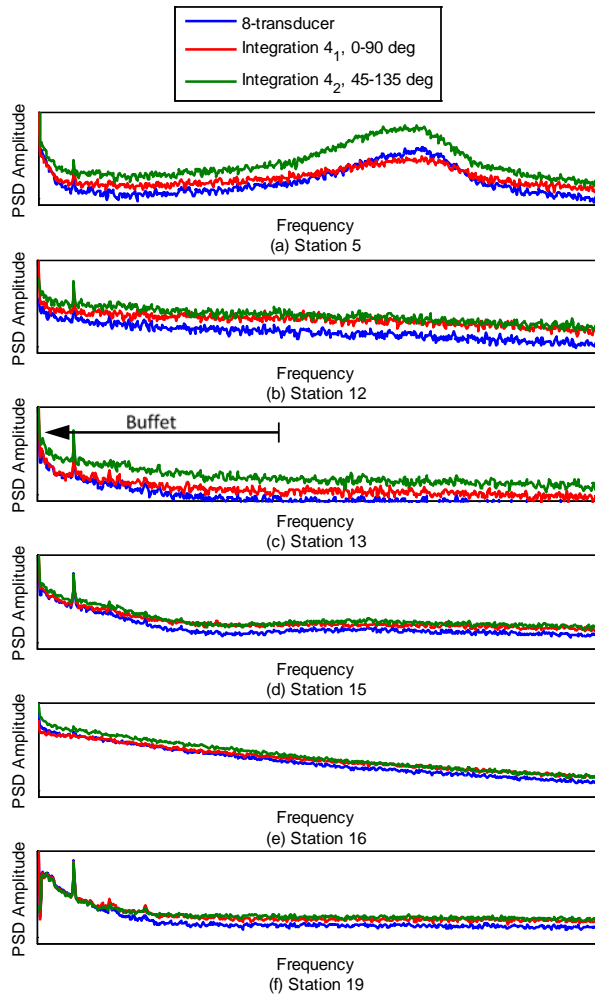 8-transducer
Integration 4₁, 0-90 deg
Integration 4₂, 45-135 deg
PSD Amplitude
Frequency
(a) Station 5
PSD Amplitude
Frequency
(b) Station 12
PSD Amplitude
Buffet
Frequency
(c) Station 13
PSD Amplitude
Frequency
(d) Station 15
PSD Amplitude
Frequency
(e) Station 16
PSD Amplitude
Frequency
(f) Station 19